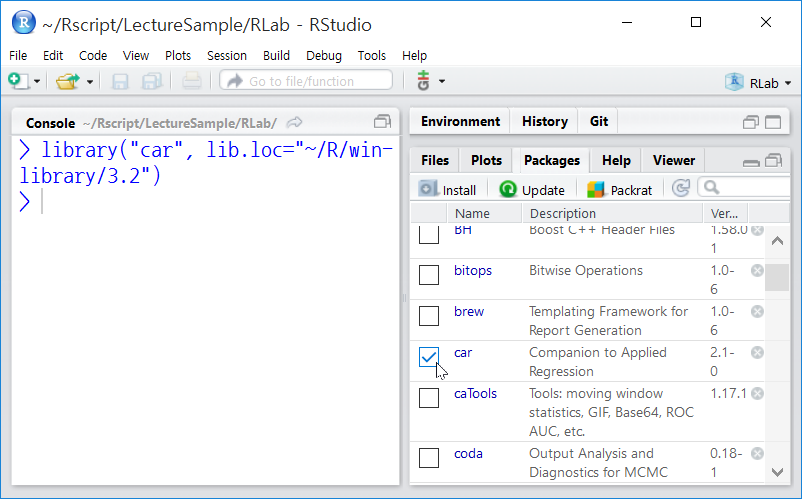 ~/Rscript/LectureSample/RLab - RStudio
File Edit Code View Plots Session Build Debug Tools Help
Go to file/function
RLab
Console ~/Rscript/LectureSample/RLab/
> library("car", lib.loc="~/R/win-
library/3.2")
>
Environment History Git
Files Plots Packages Help Viewer
Install Update Packrat
Name Description Ver...
BH Boost C++ Header Files 1.58.0
1
bitops Bitwise Operations 1.0-
6
brew Templating Framework for 1.0-
Report Generation 6
car Companion to Applied 2.1-
Regression 0
caTools Tools: moving window 1.17.1
statistics, GIF, Base64, ROC
AUC, etc.
coda Output Analysis and 0.18-
Diagnostics for MCMC 1